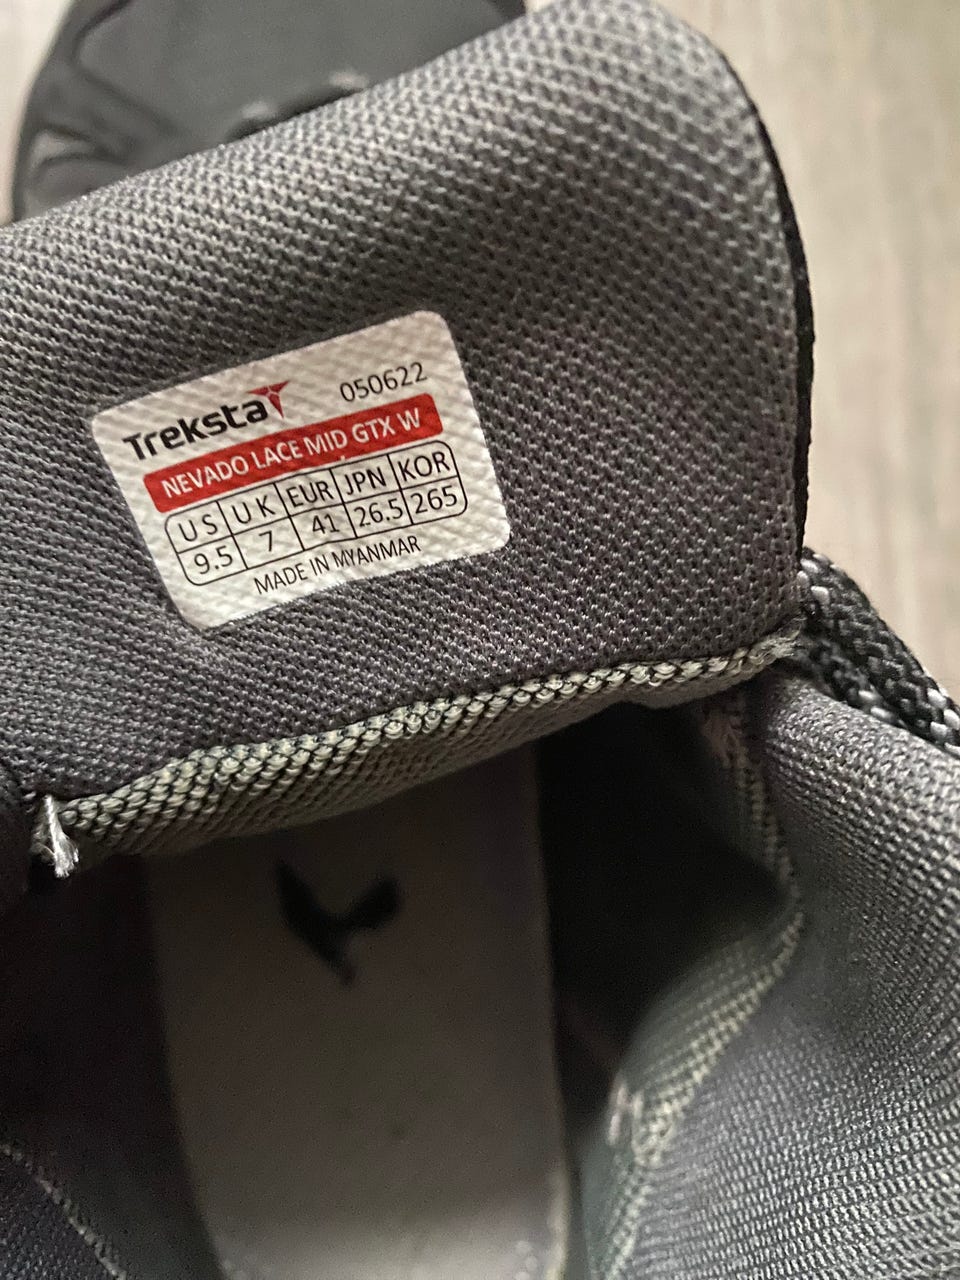 Treksta
050622
NEVADO LACE MID GTX W
US UK EUR JPN KOR
9.5 7 41 26.5 265
MADE IN MYANMAR